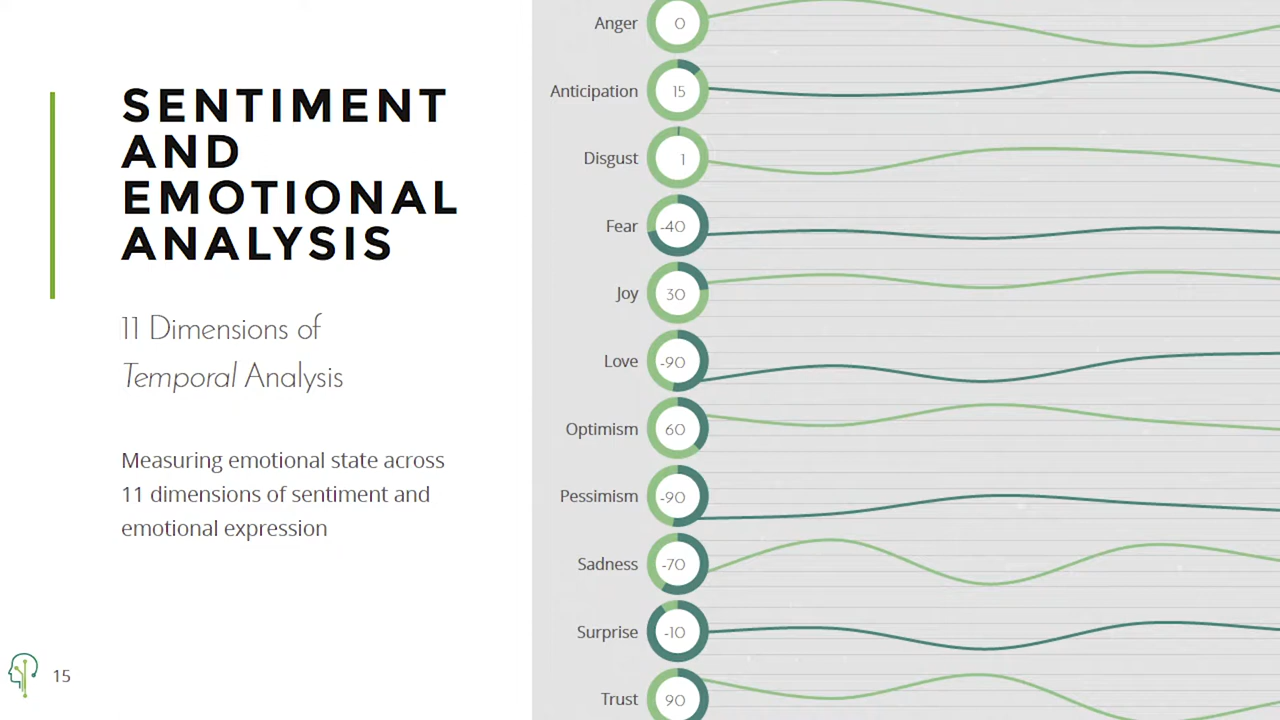 SENTIMENT
AND
EMOTIONAL
ANALYSIS
11 Dimensions of
Temporal Analysis
Measuring emotional state across
11 dimensions of sentiment and
emotional expression
15
Anger 0
Anticipation 15
Disgust 1
Fear -40
Joy 30
Love -90
Optimism 60
Pessimism -90
Sadness -70
Surprise -10
Trust 90